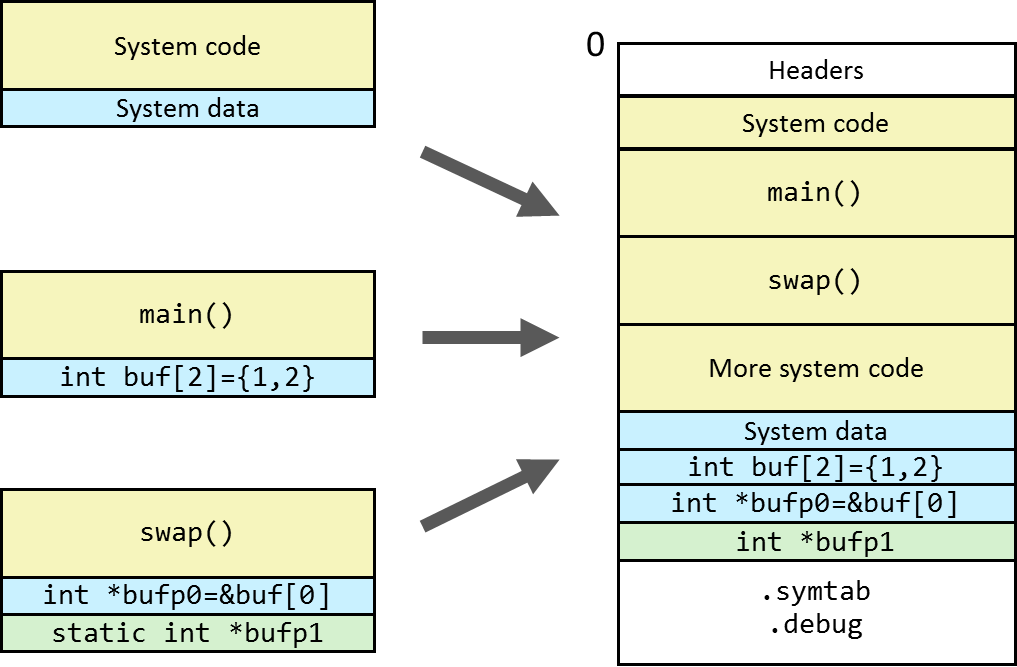 System code
System data
main()
int buf[2]={1,2}
swap()
int *bufp0=&buf[0]
static int *bufp1
0
Headers
System code
main()
swap()
More system code
System data
int buf[2]={1,2}
int *bufp0=&buf[0]
int *bufp1
.symtab
.debug